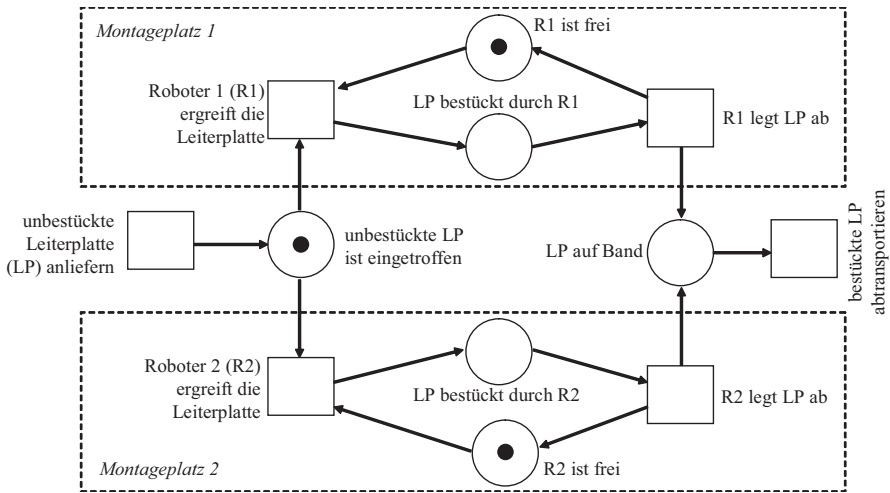 Montageplatz 1
R1 ist frei
Roboter 1 (R1)
ergreift die
Leiterplatte
LP bestückt durch R1
R1 legt LP ab
unbestückte
Leiterplatte
(LP) anliefern
unbestückte LP
ist eingetroffen
LP auf Band
bestückte LP
abtransportieren
Roboter 2 (R2)
ergreift die
Leiterplatte
LP bestückt durch R2
R2 legt LP ab
Montageplatz 2
R2 ist frei